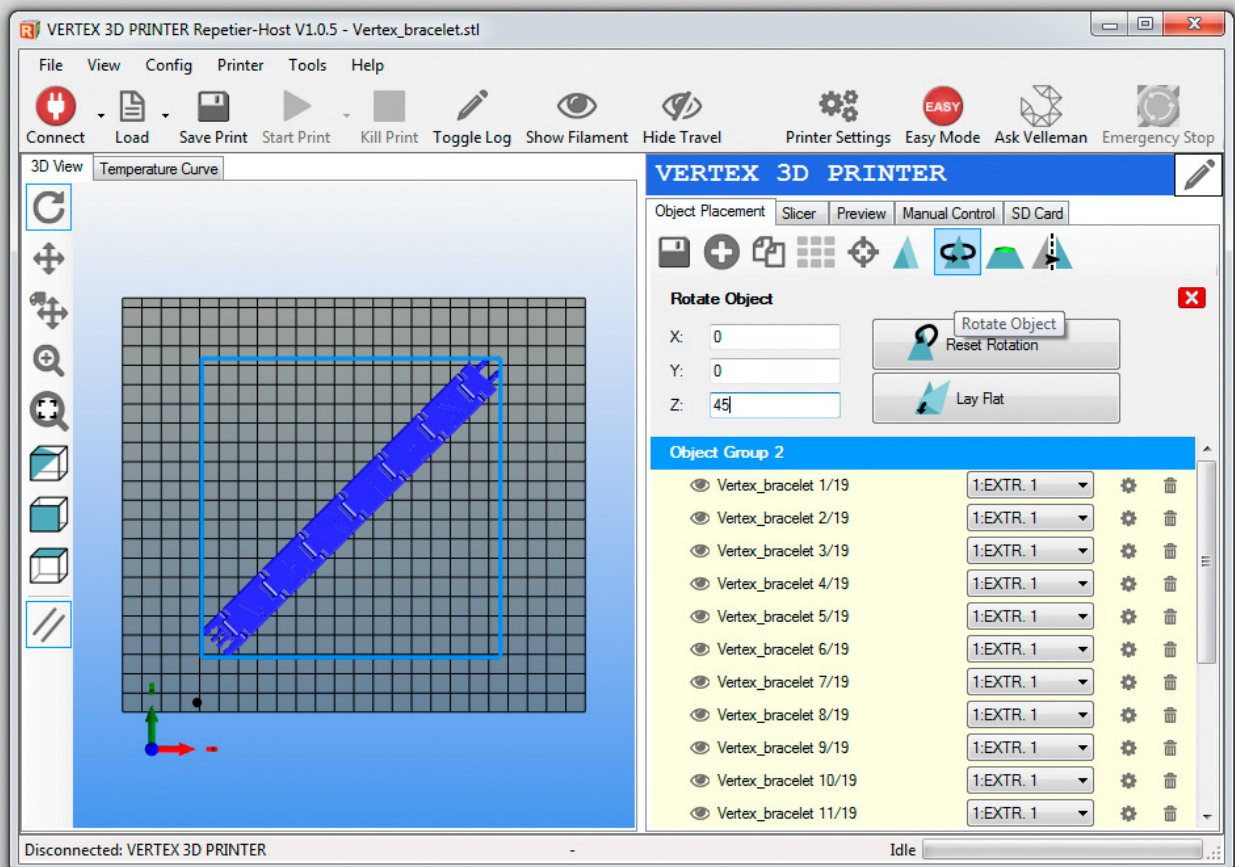 VERTEX 3D PRINTER Repetier-Host V1.0.5 - Vertex_bracelet.stl
File View Config Printer Tools Help
EASY
Connect Load Save Print Start Print Kill Print Toggle Log Show Filament Hide Travel Printer Settings Easy Mode Ask Velleman Emergency Stop
3D View Temperature Curve
VERTEX 3D PRINTER
Object Placement Slicer Preview Manual Control SD Card
Rotate Object
Rotate Object
X: 0
Reset Rotation
Y: 0
Z: 45
Lay Flat
Object Group 2
Vertex_bracelet 1/19 1:EXTR. 1
Vertex_bracelet 2/19 1:EXTR. 1
Vertex_bracelet 3/19 1:EXTR. 1
Vertex_bracelet 4/19 1:EXTR. 1
Vertex_bracelet 5/19 1:EXTR. 1
Vertex_bracelet 6/19 1:EXTR. 1
Vertex_bracelet 7/19 1:EXTR. 1
Vertex_bracelet 8/19 1:EXTR. 1
Vertex_bracelet 9/19 1:EXTR. 1
Vertex_bracelet 10/19 1:EXTR. 1
Vertex_bracelet 11/19 1:EXTR. 1
Disconnected: VERTEX 3D PRINTER - Idle